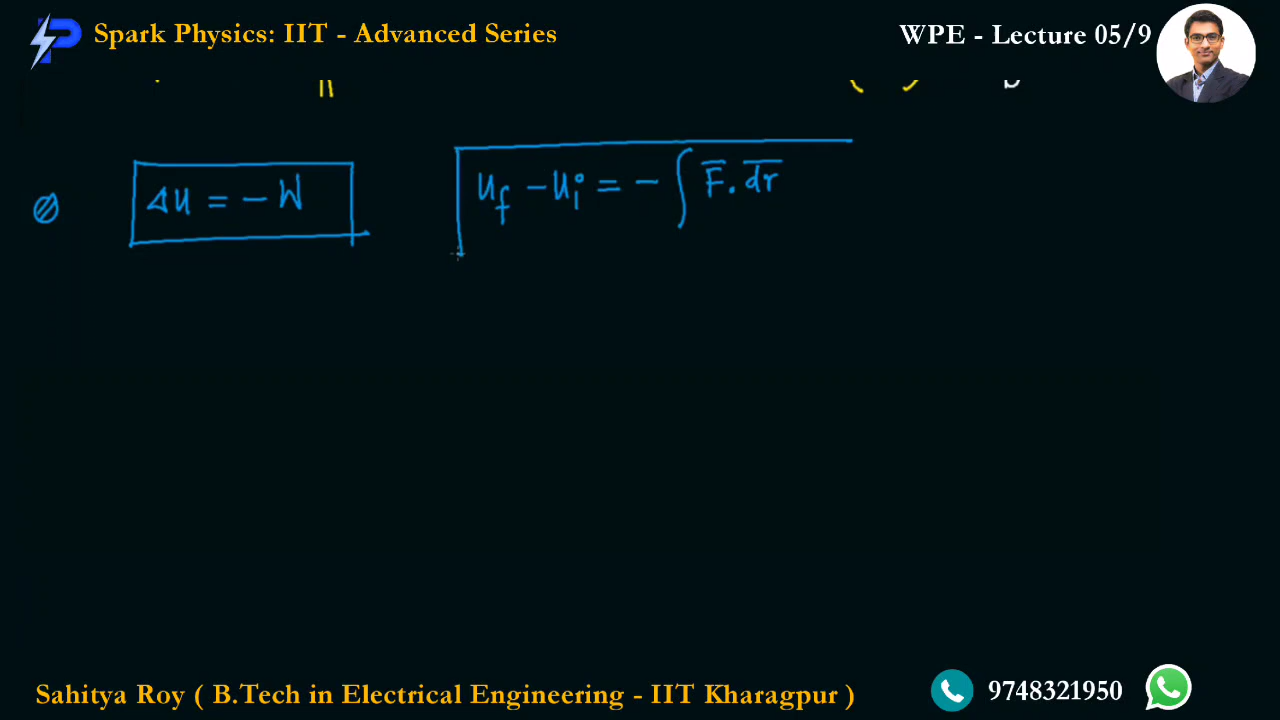 Spark Physics: IIT - Advanced Series
WPE - Lecture 05/9
ΔU = - W
U_f - U_i = - ∫ F̅. d̅r̅
Sahitya Roy ( B.Tech in Electrical Engineering - IIT Kharagpur )
9748321950